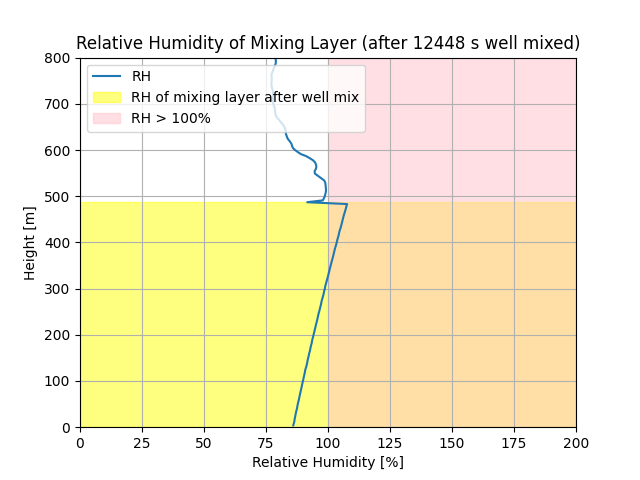 Relative Humidity of Mixing Layer (after 12448 s well mixed)
RH
RH of mixing layer after well mix
RH > 100%
Height [m]
800
700
600
500
400
300
200
100
0
0 25 50 75 100 125 150 175 200
Relative Humidity [%]